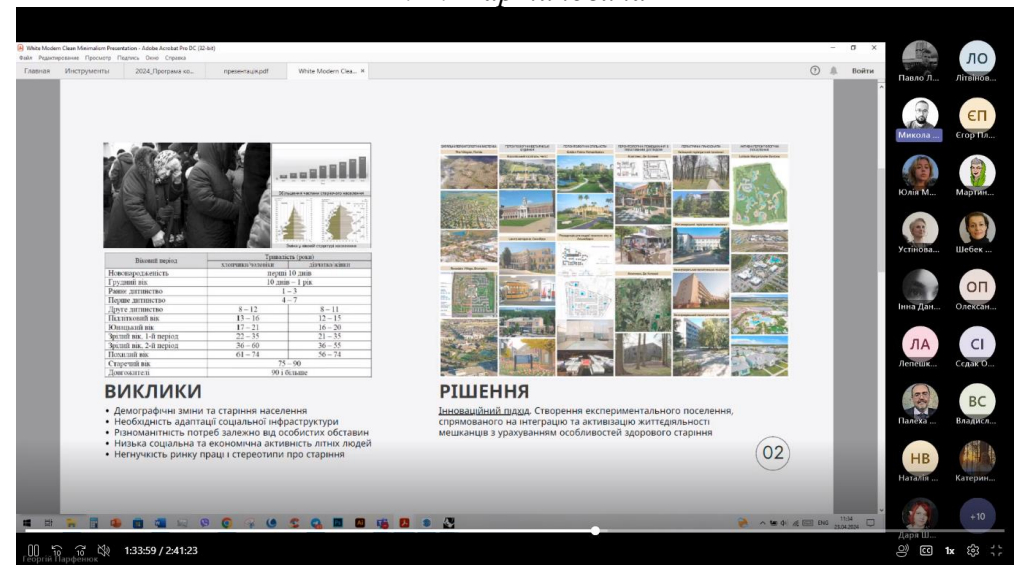 White Modern Clean Minimalism Presentation - Adobe Acrobat Pro DC (32-bit)
Файл Редактирование Просмотр Подпись Окно Справка
Главная Инструменты 2024_Програма ко... презентація.pdf White Modern Clea... × Войти
Вікові період Тривалість (роки)
хлопчики/чоловіки дівчатка/жінки
Новонародженість перші 10 днів
Грудний вік 10 днів – 1 рік
Раннє дитинство 1 – 3
Перше дитинство 4 – 7
Друге дитинство 8 – 12 8 – 11
Підлітковий вік 13 – 16 12 – 15
Юнацький вік 17 – 21 16 – 20
Зрілий вік, 1-й період 22 – 35 21 – 35
Зрілий вік, 2-й період 36 – 60 36 – 55
Похилий вік 61 – 74 56 – 74
Старечий вік 75 – 90
Довгожителі 90 і більше
ВИКЛИКИ
• Демографічні зміни та старіння населення
• Необхідність адаптації соціальної інфраструктури
• Різноманітність потреб залежно від особистих обставин
• Низька соціальна та економічна активність літніх людей
• Негнучкість ринку праці і стереотипи про старіння
РІШЕННЯ
Інноваційний підхід. Створення експериментального поселення,
спрямованого на інтеграцію та активізацію життєдіяльності
мешканців з урахуванням особливостей здорового старіння
02
Павло Л...
ЛО
Літвінов...
Микола ...
ЄП
Єгор Пл...
Юлія М...
Мартин...
Устінова...
Шебек ...
Інна Дан...
ОП
Олексан...
ЛА
Лепешк...
СІ
Сєдак О...
Палеха ...
ВС
Владисл...
НВ
Наталія ...
Катерин...
Дара Ш...
+10
ENG 11:34
23.04.2024
1:33:59 / 2:41:23
1x
Георгій Парфенюк